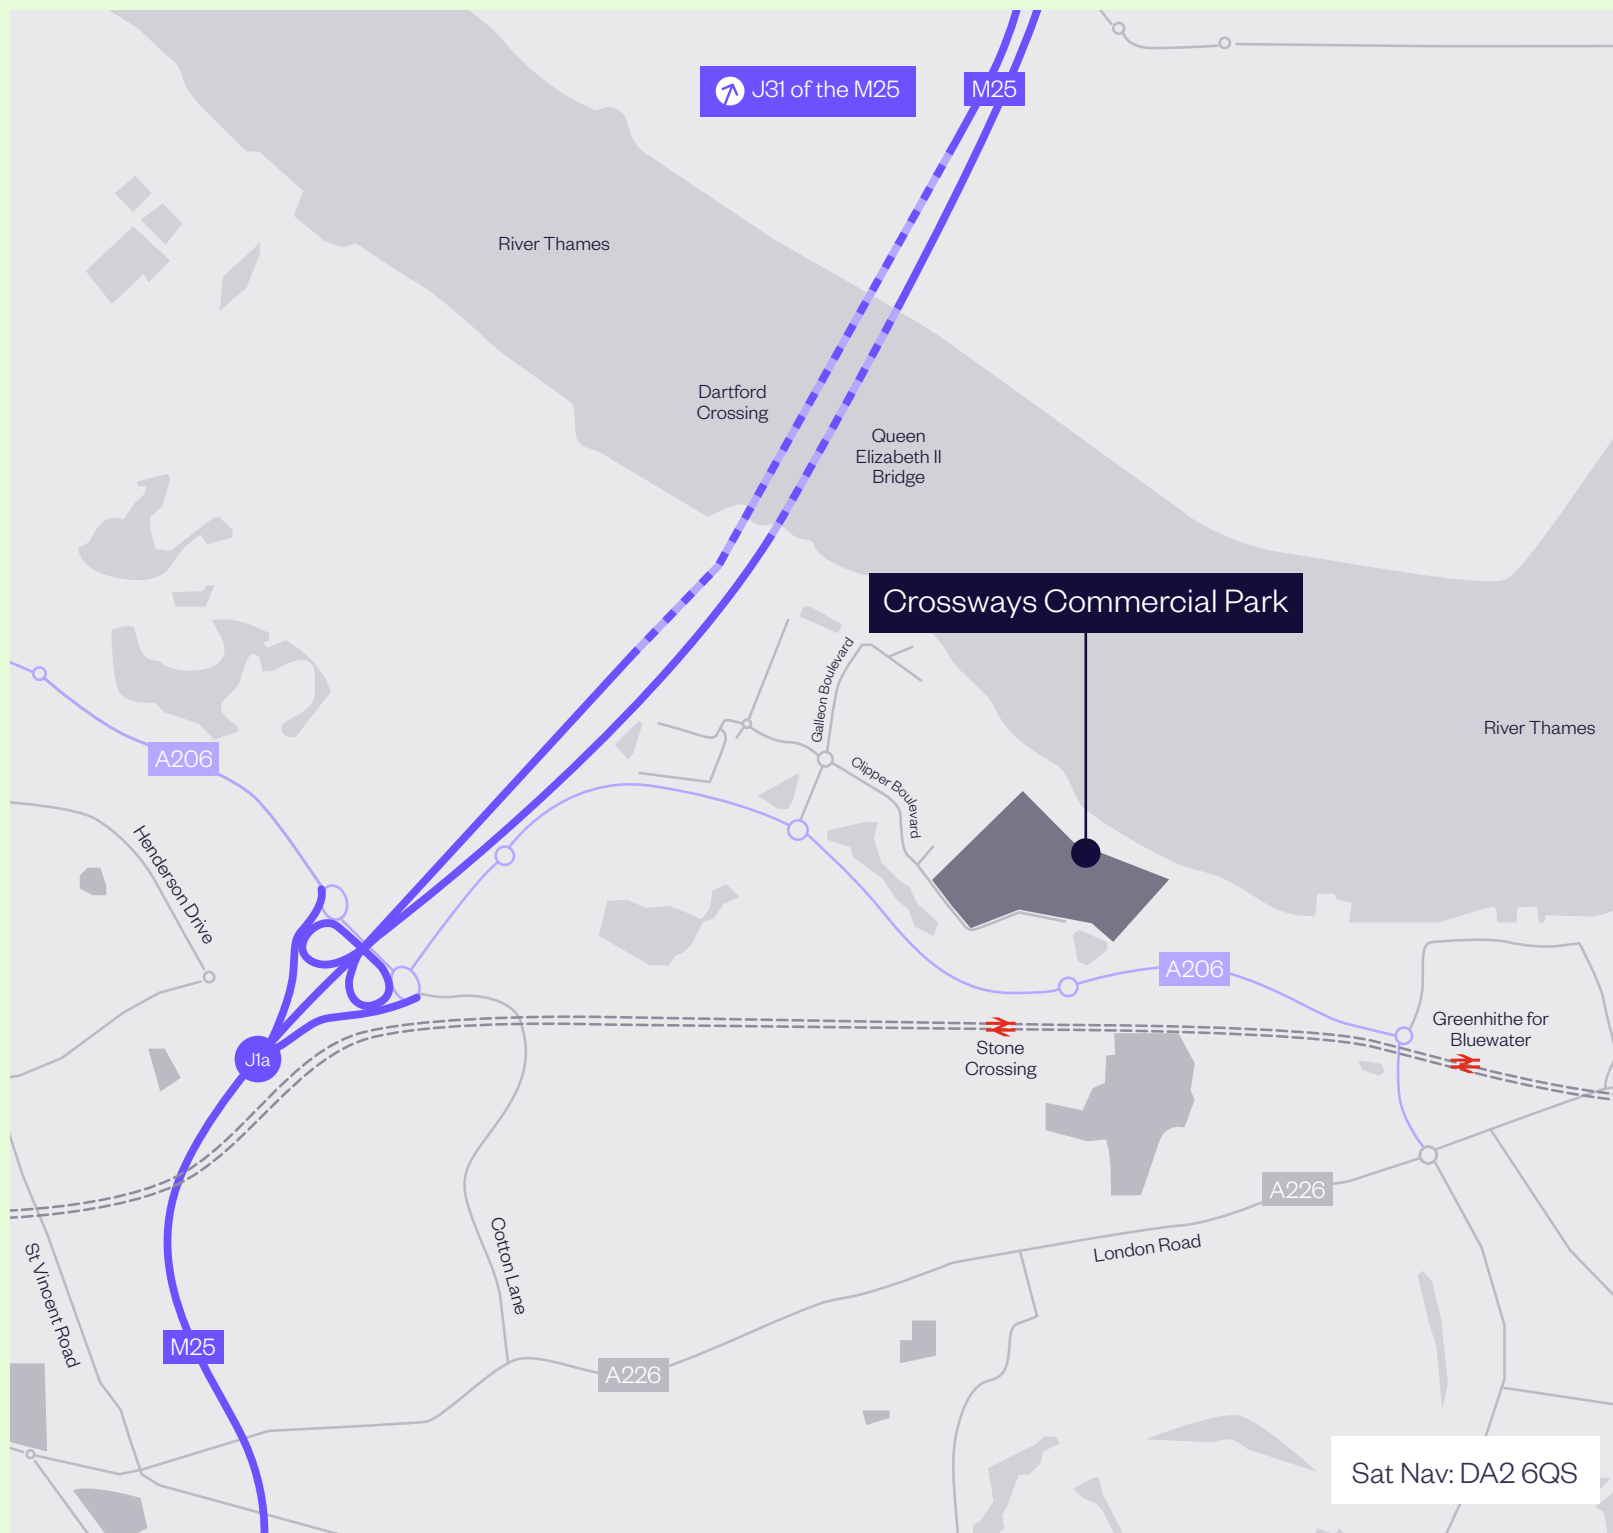 J31 of the M25
M25
River Thames
Dartford
Crossing
Queen
Elizabeth II
Bridge
Crossways Commercial Park
Galleon Boulevard
River Thames
A206
Clipper Boulevard
Henderson Drive
A206
Greenhithe for
Bluewater
Stone
Crossing
J1a
A226
London Road
Cotton Lane
St Vincent Road
M25
A226
Sat Nav: DA2 6QS